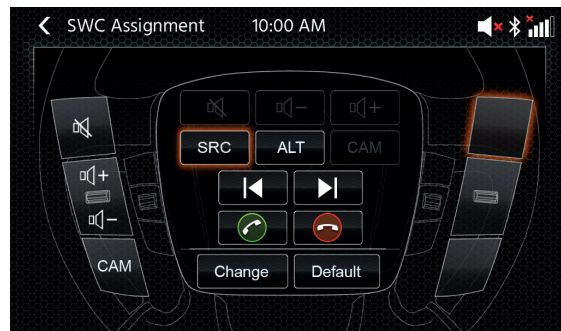 SWC Assignment 10:00 AM
SRC ALT CAM
CAM
Change Default